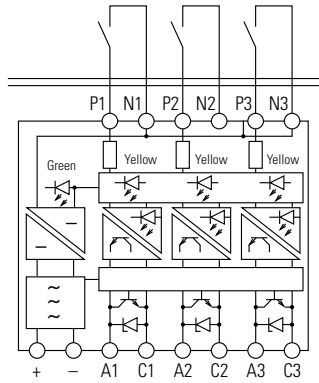 P1 N1 P2 N2 P3 N3
Green Yellow Yellow Yellow
+ − A1 C1 A2 C2 A3 C3